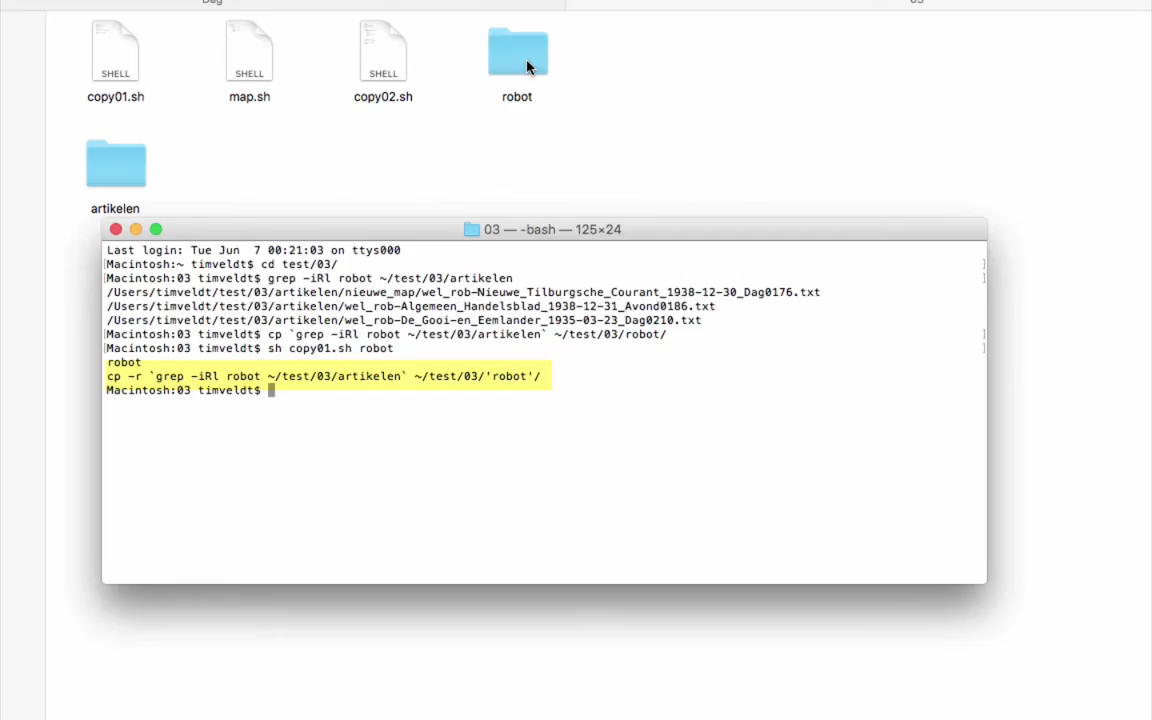 Dag
03
SHELL
SHELL
SHELL
copy01.sh
map.sh
copy02.sh
robot
artikelen
03 — -bash — 125×24
Last login: Tue Jun  7 00:21:03 on ttys000
[Macintosh:~ timveldt$ cd test/03/ ]
[Macintosh:03 timveldt$ grep -iRl robot ~/test/03/artikelen ]
/Users/timveldt/test/03/artikelen/nieuwe_map/wel_rob-Nieuwe_Tilburgsche_Courant_1938-12-30_Dag0176.txt
/Users/timveldt/test/03/artikelen/wel_rob-Algemeen_Handelsblad_1938-12-31_Avond0186.txt
/Users/timveldt/test/03/artikelen/wel_rob-De_Gooi-en_Eemlander_1935-03-23_Dag0210.txt
[Macintosh:03 timveldt$ cp `grep -iRl robot ~/test/03/artikelen` ~/test/03/robot/ ]
[Macintosh:03 timveldt$ sh copy01.sh robot ]
robot
cp -r `grep -iRl robot ~/test/03/artikelen` ~/test/03/'robot'/
Macintosh:03 timveldt$